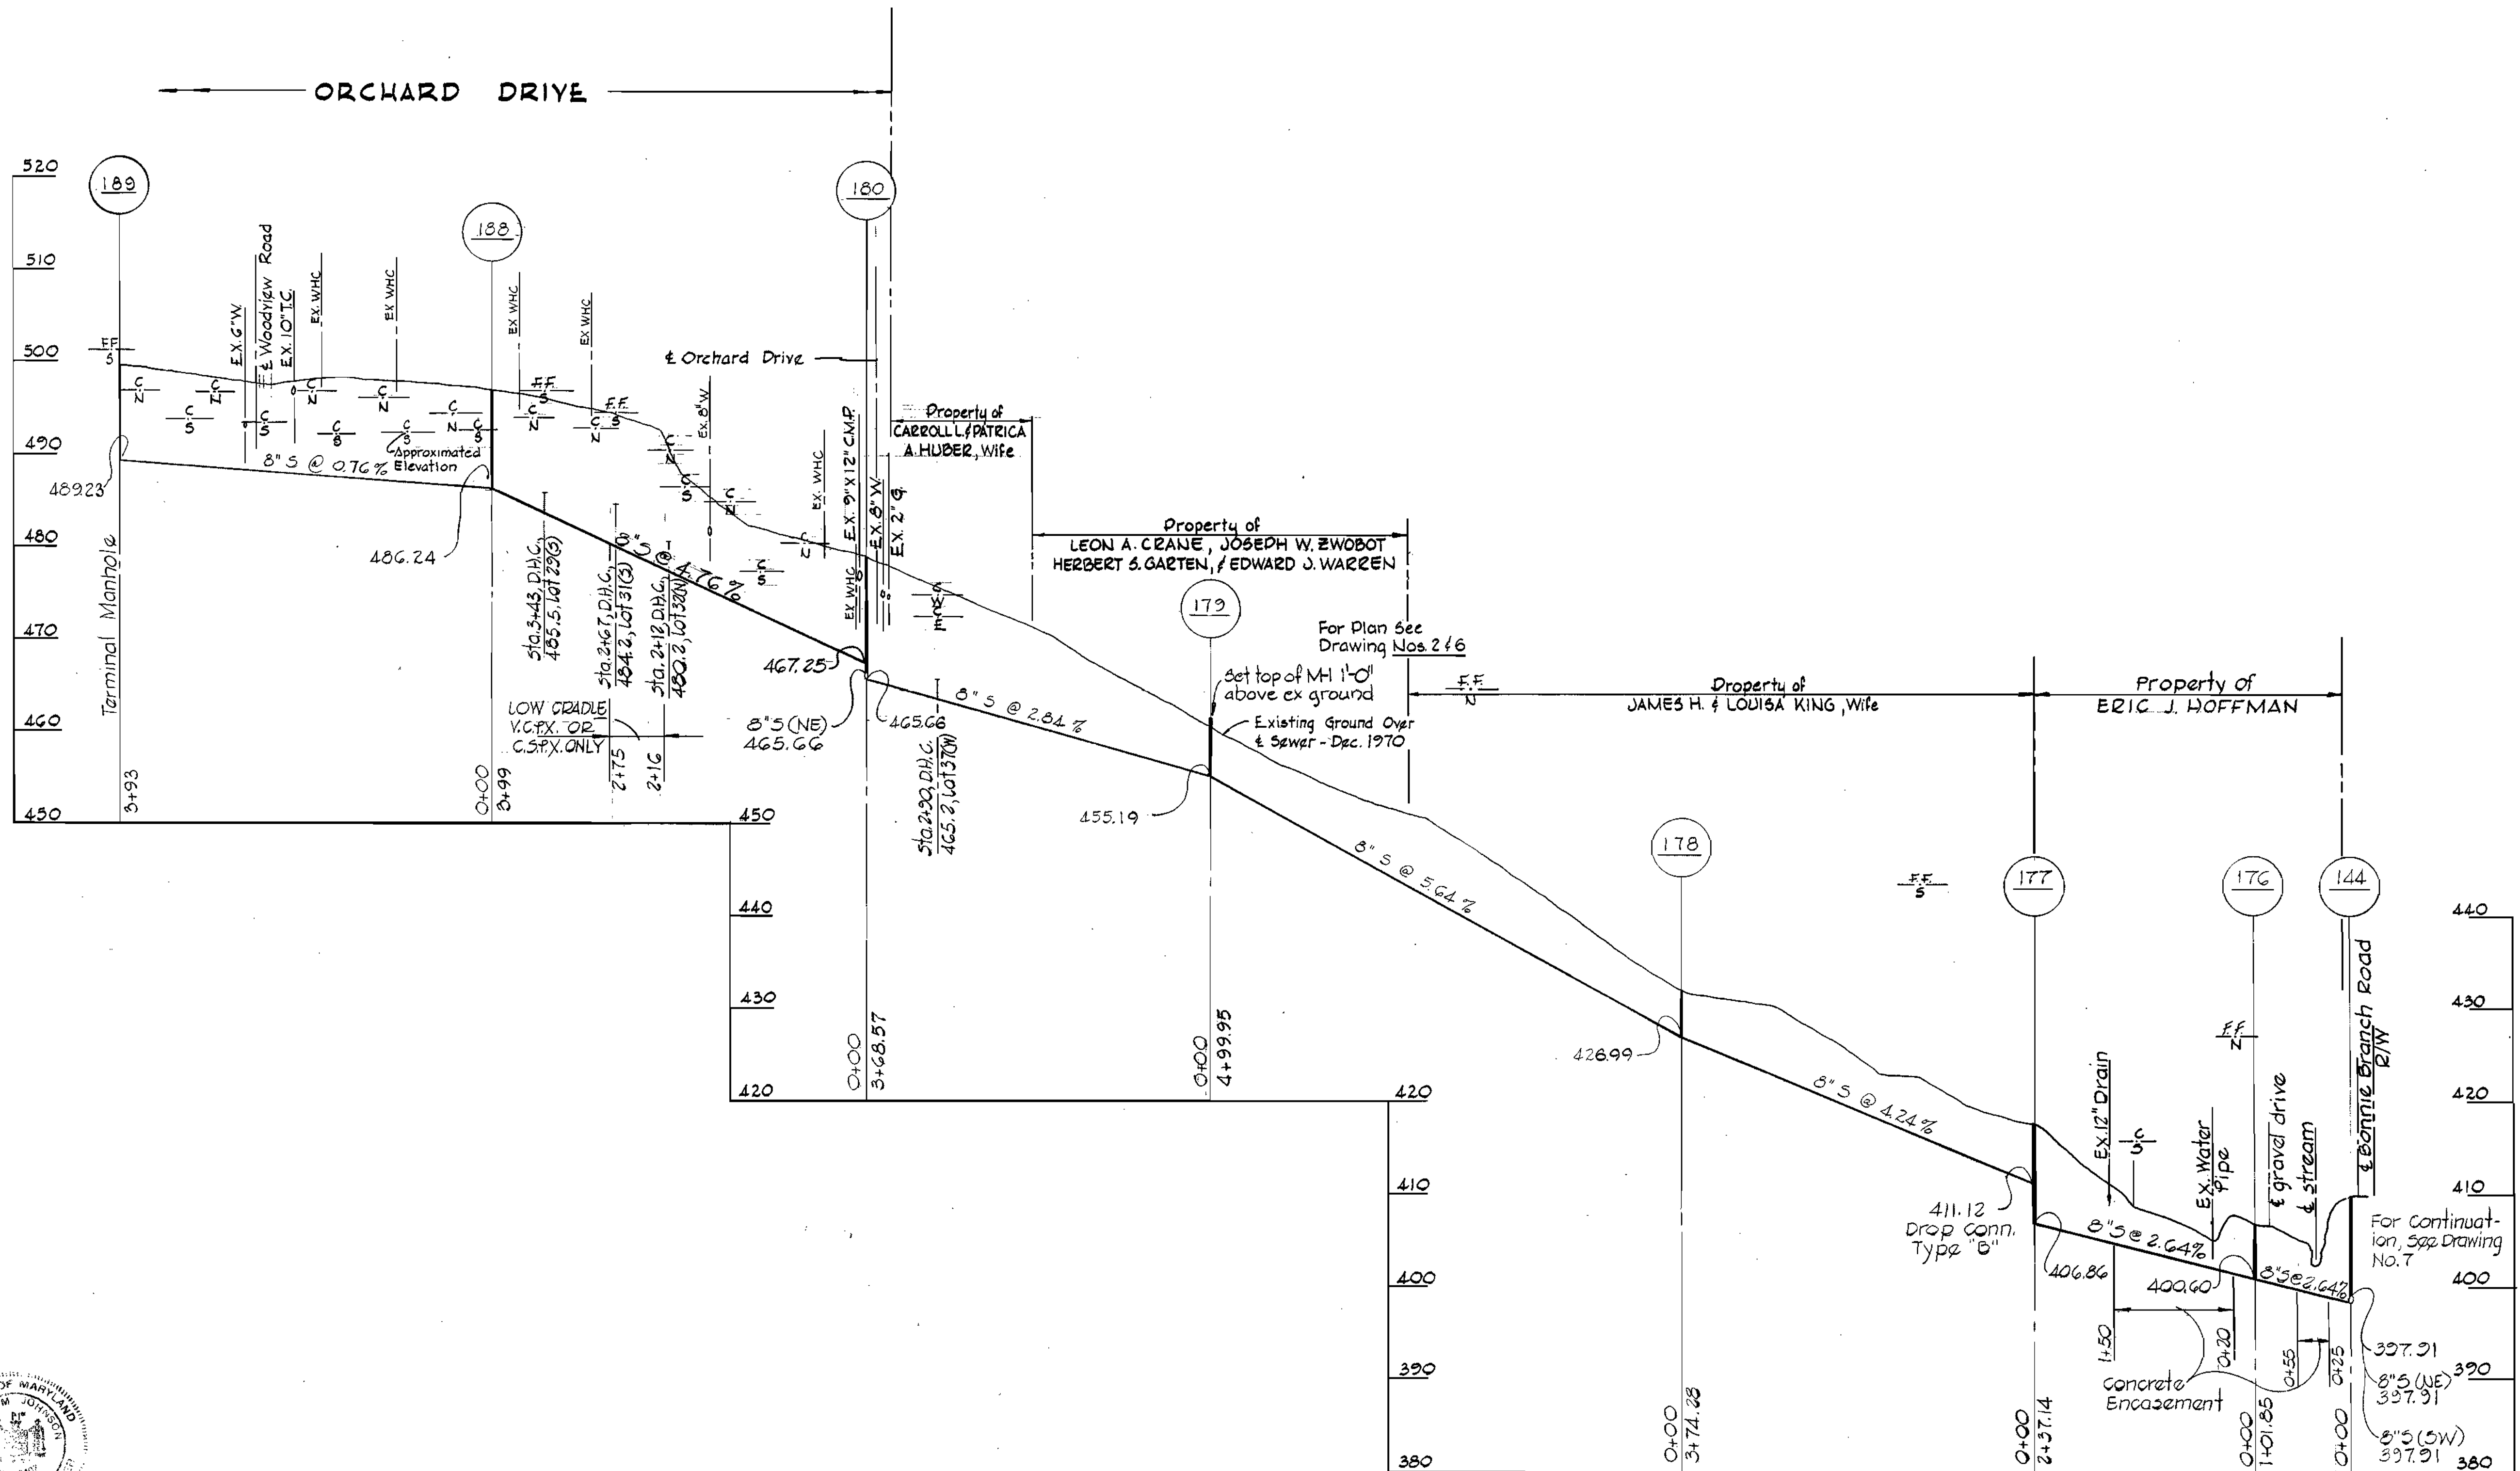 ORCHARD DRIVE
520
510
500
490
480
470
460
450
189
188
180
F.F.
S
C
N
C
N
C
S
EX. 6" W.
℄ Woodview Road
EX. 10" T.C.
EX. WHC
EX WHC
EX WHC
EX WHC
C
S
C
N
C
S
C
N
C
S
C
N
C
S
C
N
F.F.
S
C
N
F.F.
S
C
N
C
S
C
N
C
N
C
S
Approximated
Elevation
8" S @ 0.76 %
489.23
Terminal Manhole
3+93
486.24
0+00
3+99
8" S @ 4.76 %
Sta. 3+43, D.H.C.,
485.5, Lot 29(S)
Sta. 2+67, D.H.C.,
484.2, Lot 31(S)
Sta. 2+12, D.H.C.,
480.2, Lot 32(N)
LOW CRADLE
V.C.P.X. OR
C.S.P.X. ONLY
2+75
2+16
Ex. 8" W.
EX. WHC
℄ Orchard Drive
EX. 9" X 12" C.M.P.
EX WHC
EX. 8" W.
EX. 2" G.
467.25
8" S (NE)
465.66
465.66
C
W
C
E
Property of
CARROLL L. & PATRICA
A. HUBER, Wife
Property of
LEON A. CRANE, JOSEPH W. ZWOBOT
HERBERT S. GARTEN, & EDWARD J. WARREN
Sta. 2+90, D.H.C.
465.2, Lot 37(W)
8" S @ 2.84 %
179
Set top of MH 1'-0"
above ex ground
Existing Ground Over
℄ Sewer - Dec. 1970
For Plan See
Drawing Nos. 2 & 6
455.19
450
440
430
420
0+00
3+68.57
0+00
4+99.95
F.F.
N
Property of
JAMES H. & LOUISA KING, Wife
Property of
ERIC J. HOFFMAN
8" S @ 5.64 %
178
426.99
8" S @ 4.24 %
F.F.
S
177
176
144
420
410
400
390
380
0+00
3+74.28
411.12
Drop Conn.
Type "B"
406.86
Ex. 12" Drain
C
S
Ex. Water
Pipe
F.F.
N
℄ gravel drive
℄ stream
℄ Bonnie Branch Road
R/W
8" S @ 2.64%
400.60
8" S @ 2.64%
1+50
0+20
0+55
0+25
Concrete
Encasement
0+00
2+37.14
0+00
1+01.85
0+00
For Continuat-
ion, See Drawing
No. 7
397.91
8" S (NE)
397.91
8" S (SW)
397.91
440
430
420
410
400
390
380
OF MARYLAND
JOHNSON